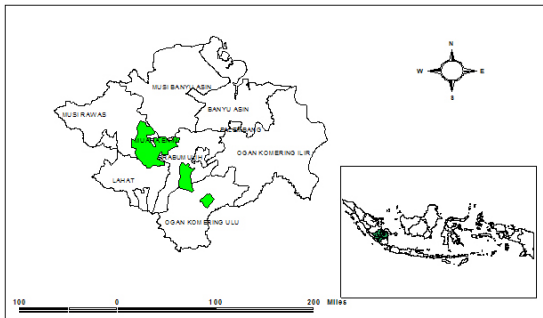 N
W E
S
MUSI BANYU ASIN
MUSI RAWAS
BANYU ASIN
PALEMBANG
OGAN KOMERING ILIR
LAHAT
OGAN KOMERING ULU
100 0 100 200 Miles